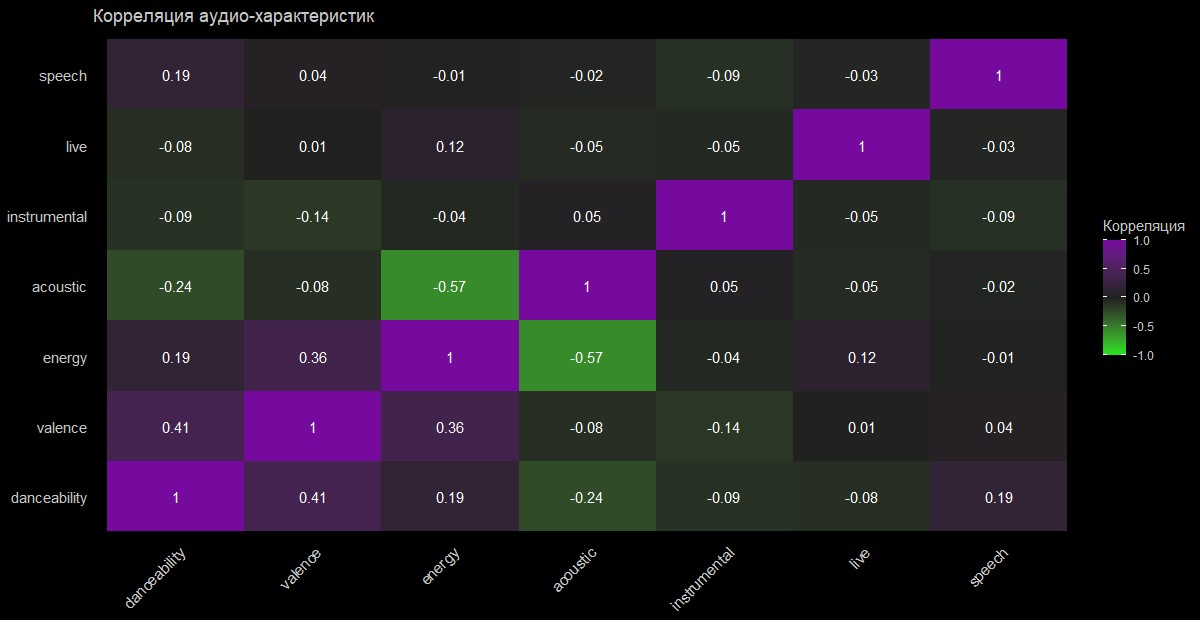 Корреляция аудио-характеристик
speech 0.19 0.04 -0.01 -0.02 -0.09 -0.03 1
live -0.08 0.01 0.12 -0.05 -0.05 1 -0.03
instrumental -0.09 -0.14 -0.04 0.05 1 -0.05 -0.09
acoustic -0.24 -0.08 -0.57 1 0.05 -0.05 -0.02
energy 0.19 0.36 1 -0.57 -0.04 0.12 -0.01
valence 0.41 1 0.36 -0.08 -0.14 0.01 0.04
danceability 1 0.41 0.19 -0.24 -0.09 -0.08 0.19
danceability valence energy acoustic instrumental live speech
Корреляция
1.0
0.5
0.0
-0.5
-1.0